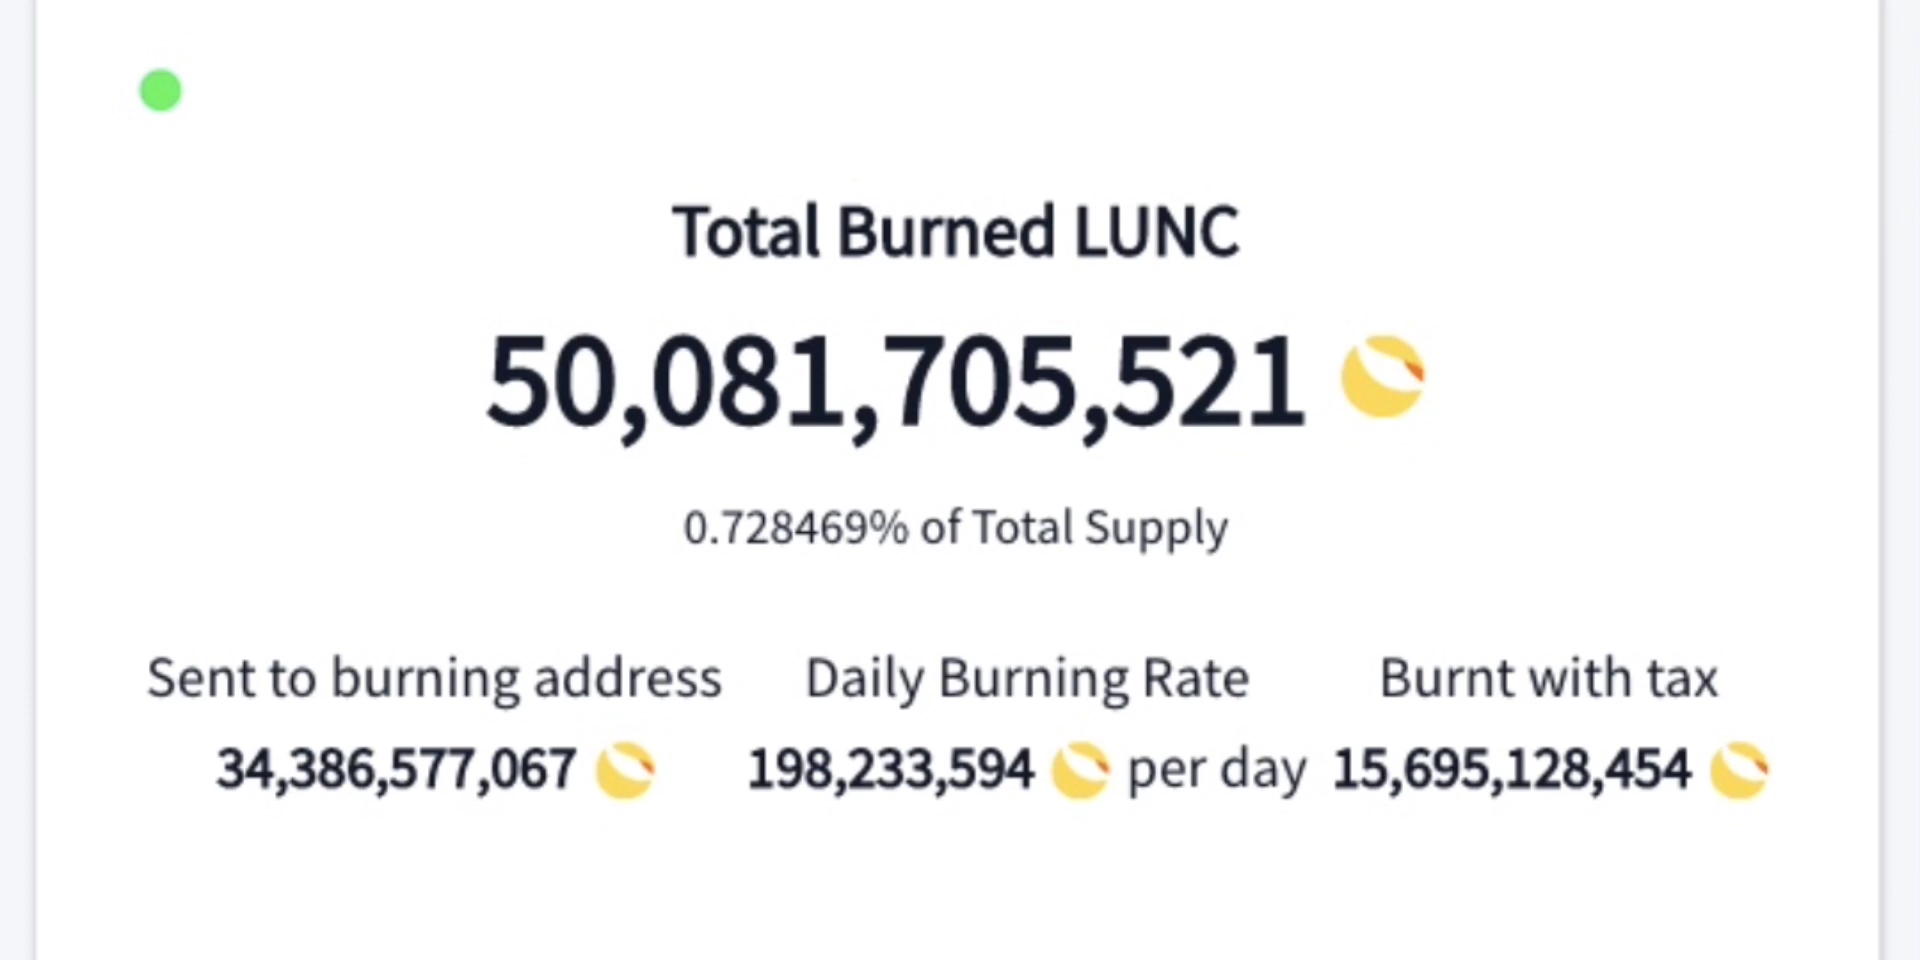 Total Burned LUNC
50,081,705,521
0.728469% of Total Supply
Sent to burning address Daily Burning Rate Burnt with tax
34,386,577,067 198,233,594 per day 15,695,128,454